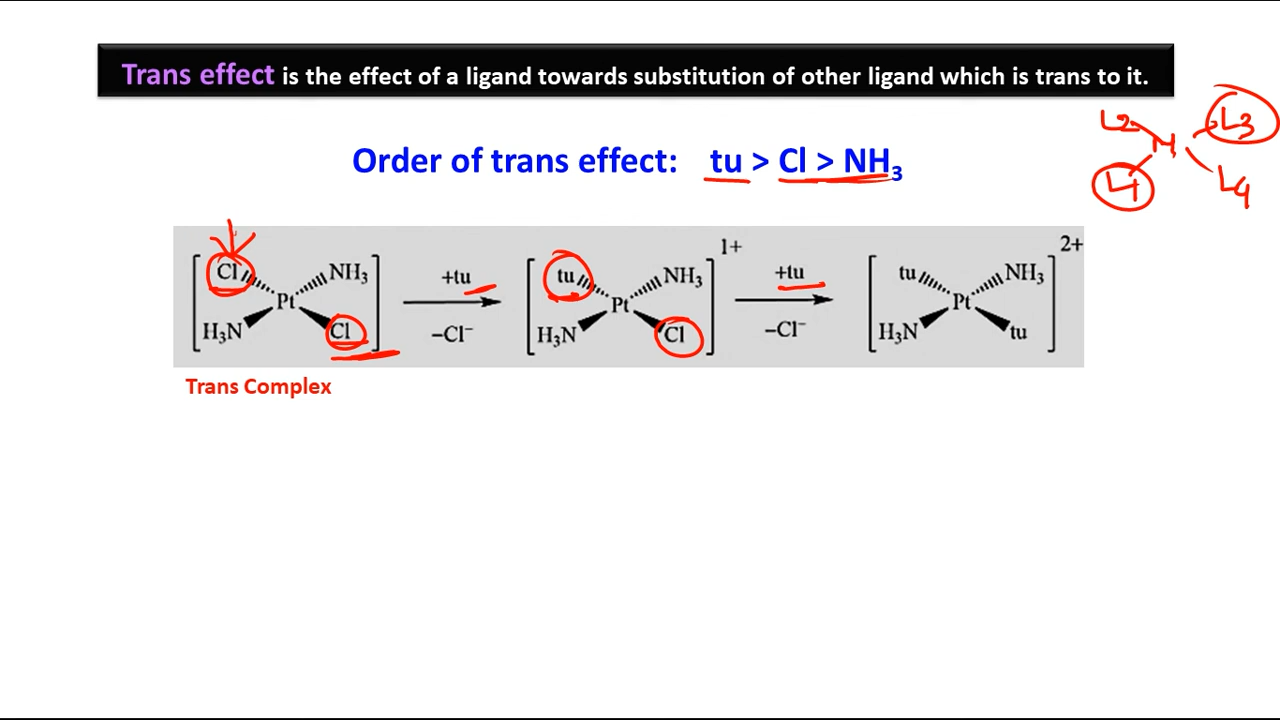 Trans effect is the effect of a ligand towards substitution of other ligand which is trans to it.
L2 L3
M
L1 L4
Order of trans effect: tu > Cl > NH₃
1+ 2+
Cl NH₃ +tu tu NH₃ +tu tu NH₃
Pt Pt Pt
H₃N Cl −Cl⁻ H₃N Cl −Cl⁻ H₃N tu
Trans Complex